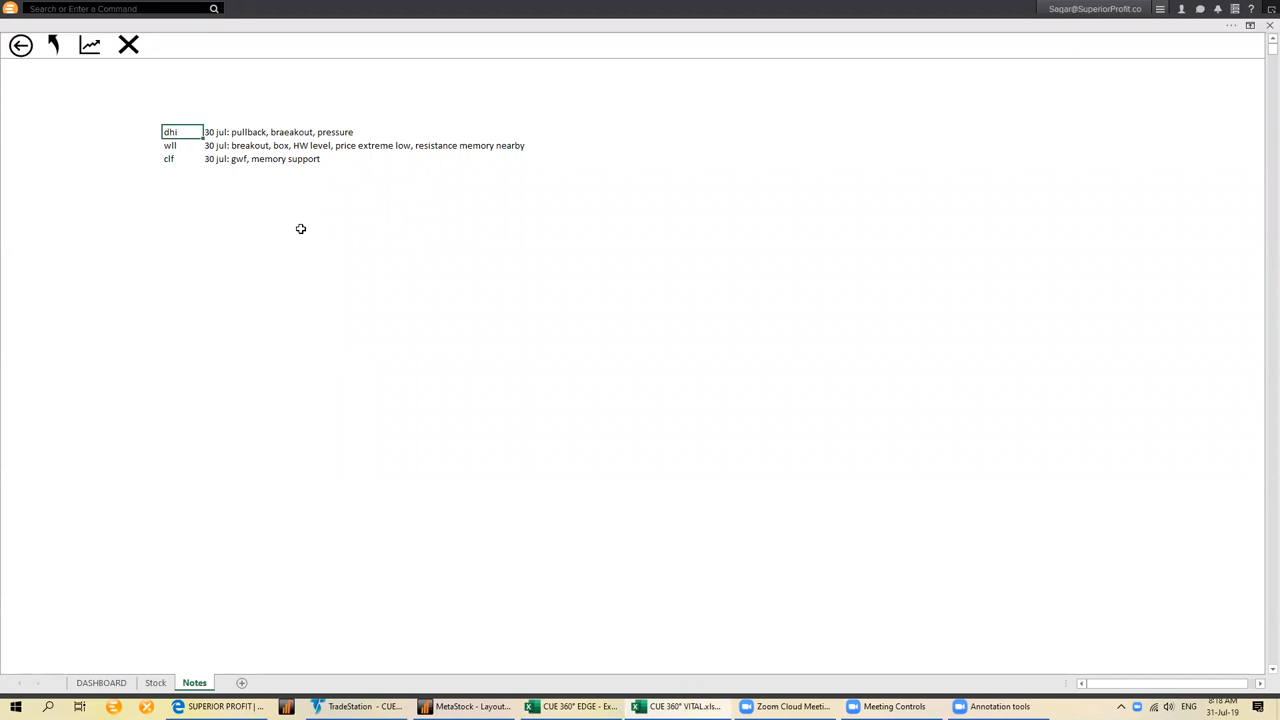 Search or Enter a Command
Sagar@SuperiorProfit.co
dhi 30 jul: pullback, braeakout, pressure
wll 30 jul: breakout, box, HW level, price extreme low, resistance memory nearby
clf 30 jul: gwf, memory support
DASHBOARD Stock Notes
SUPERIOR PROFIT | ... TradeStation - CUE... MetaStock - Layout... CUE 360° EDGE - Ex... CUE 360° VITAL.xls... Zoom Cloud Meeti... Meeting Controls Annotation tools ENG 8:18 AM
31-Jul-19